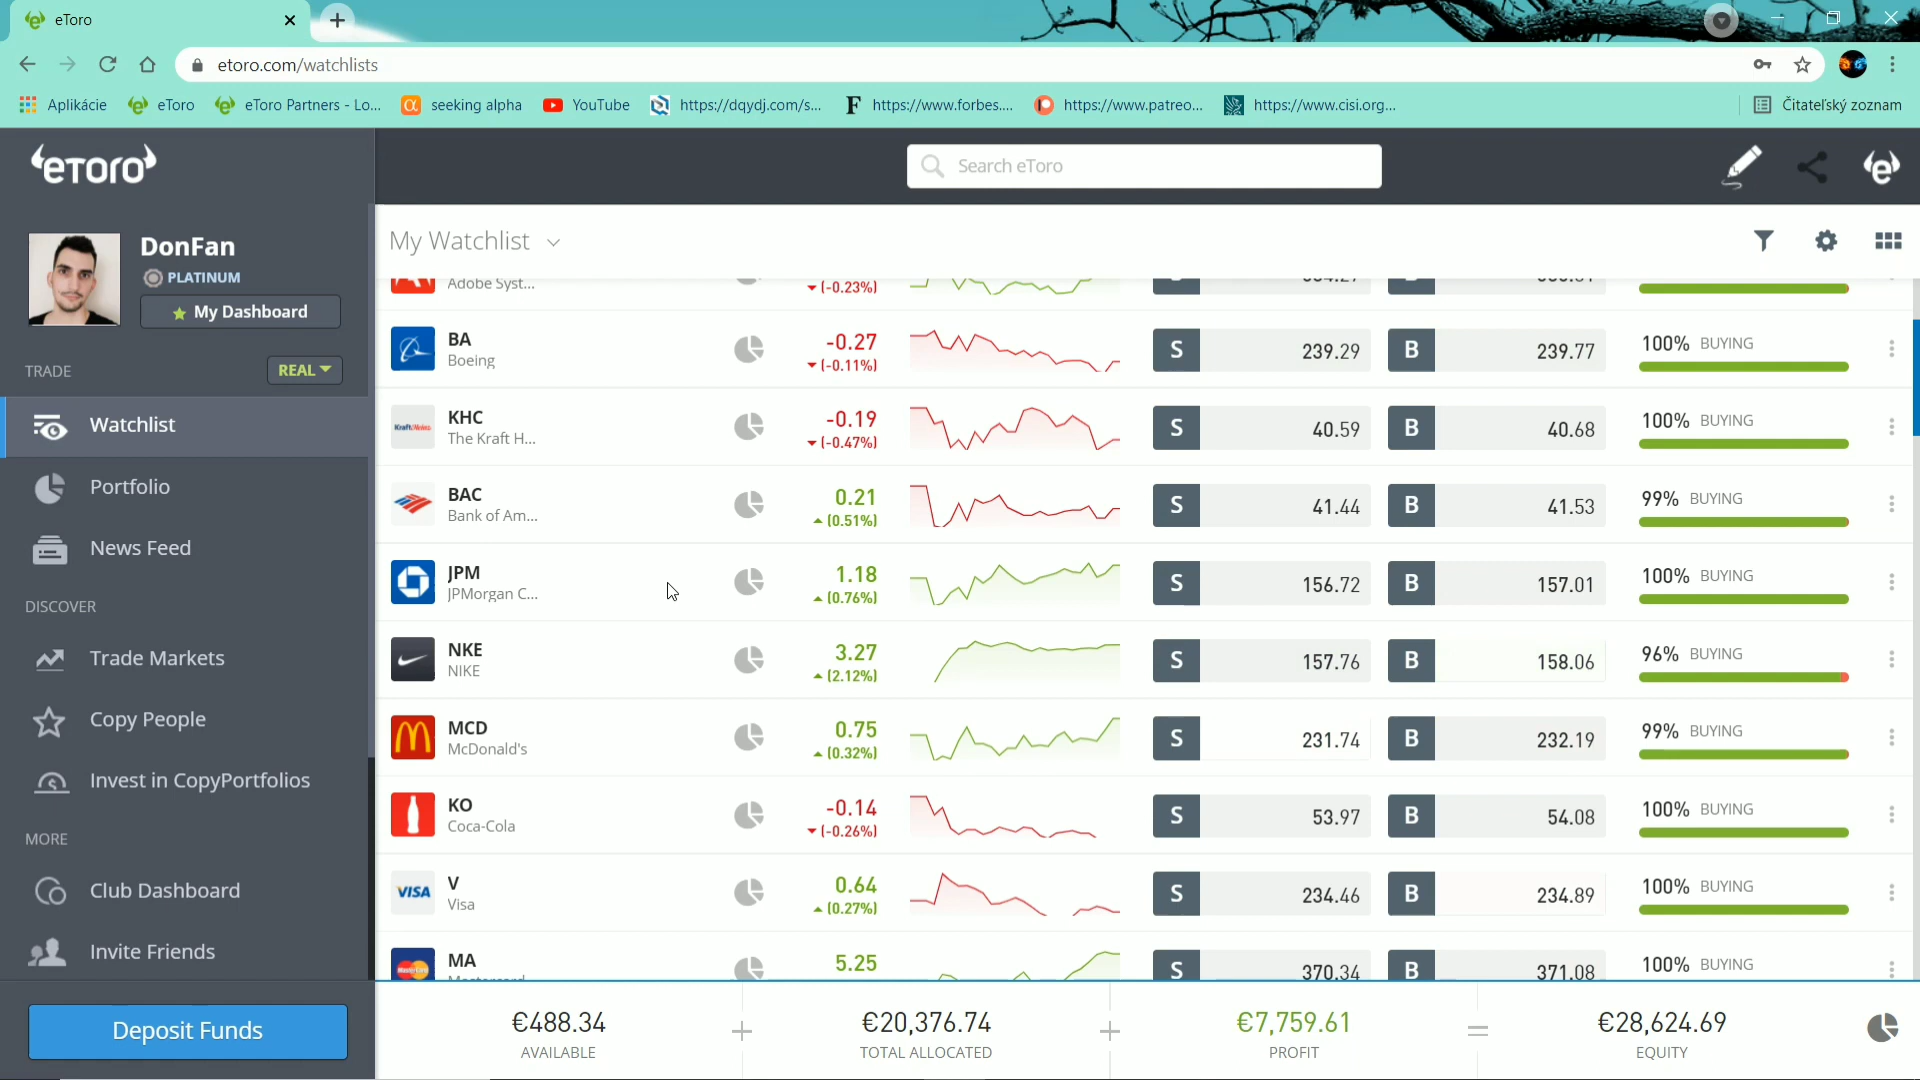 eToro
etoro.com/watchlists
Aplikácie eToro eToro Partners - Lo... seeking alpha YouTube https://dqydj.com/s... https://www.forbes.... https://www.patreo... https://www.cisi.org... Čitateľský zoznam
eToro
Search eToro
DonFan
PLATINUM
My Dashboard
TRADE REAL
Watchlist
Portfolio
News Feed
DISCOVER
Trade Markets
Copy People
Invest in CopyPortfolios
MORE
Club Dashboard
Invite Friends
Deposit Funds
My Watchlist
Adobe Syst... (-0.23%)
BA -0.27 S 239.29 B 239.77 100% BUYING
Boeing (-0.11%)
KHC -0.19 S 40.59 B 40.68 100% BUYING
The Kraft H... (-0.47%)
BAC 0.21 S 41.44 B 41.53 99% BUYING
Bank of Am... (0.51%)
JPM 1.18 S 156.72 B 157.01 100% BUYING
JPMorgan C... (0.76%)
NKE 3.27 S 157.76 B 158.06 96% BUYING
NIKE (2.12%)
MCD 0.75 S 231.74 B 232.19 99% BUYING
McDonald's (0.32%)
KO -0.14 S 53.97 B 54.08 100% BUYING
Coca-Cola (-0.26%)
VISA V 0.64 S 234.46 B 234.89 100% BUYING
Visa (0.27%)
MA 5.25 S 370.34 B 371.08 100% BUYING
€488.34 + €20,376.74 + €7,759.61 = €28,624.69
AVAILABLE TOTAL ALLOCATED PROFIT EQUITY